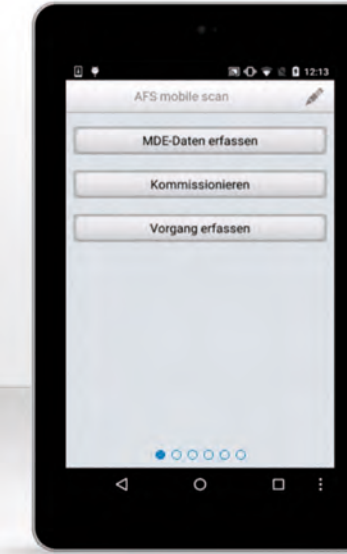 12:13
AFS mobile scan
MDE-Daten erfassen
Kommissionieren
Vorgang erfassen